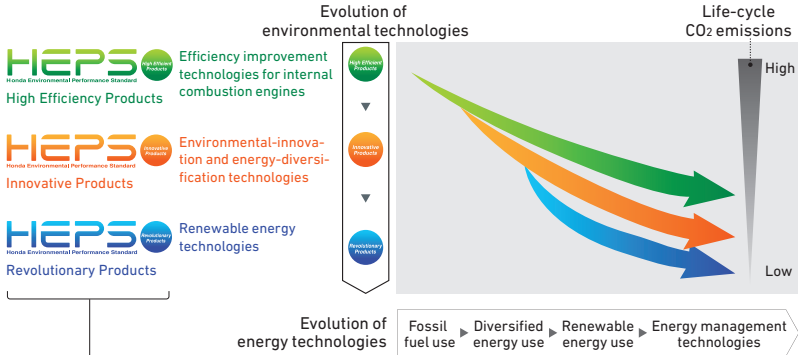 Evolution of
environmental technologies
Life-cycle
CO2 emissions
HEPS
Honda Environmental Performance Standard
High Efficient
Products
High Efficiency Products
Efficiency improvement
technologies for internal
combustion engines
High Efficient
Products
High
HEPS
Honda Environmental Performance Standard
Innovative
Products
Innovative Products
Environmental-innova-
tion and energy-diversi-
fication technologies
Innovative
Products
HEPS
Honda Environmental Performance Standard
Revolutionary
Products
Revolutionary Products
Renewable energy
technologies
Revolutionary
Products
Low
Evolution of
energy technologies
Fossil
fuel use
Diversified
energy use
Renewable
energy use
Energy management
technologies